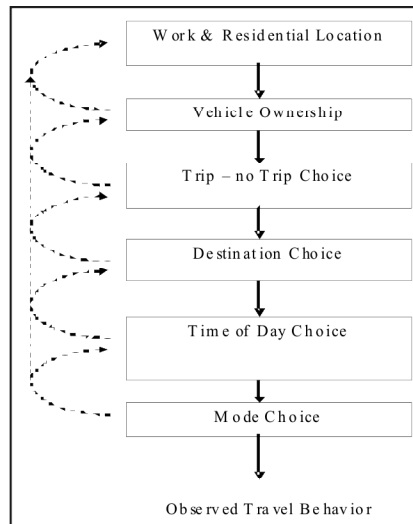 Work & Residential Location
Vehicle Ownership
Trip – no Trip Choice
Destination Choice
Time of Day Choice
Mode Choice
Observed Travel Behavior